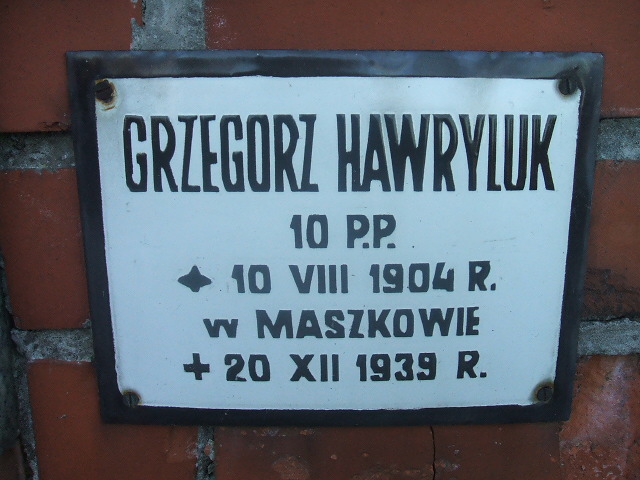 GRZEGORZ HAWRYLUK
10 P.P.
✦ 10 VIII 1904 R.
W MASZKOWIE
+ 20 XII 1939 R.